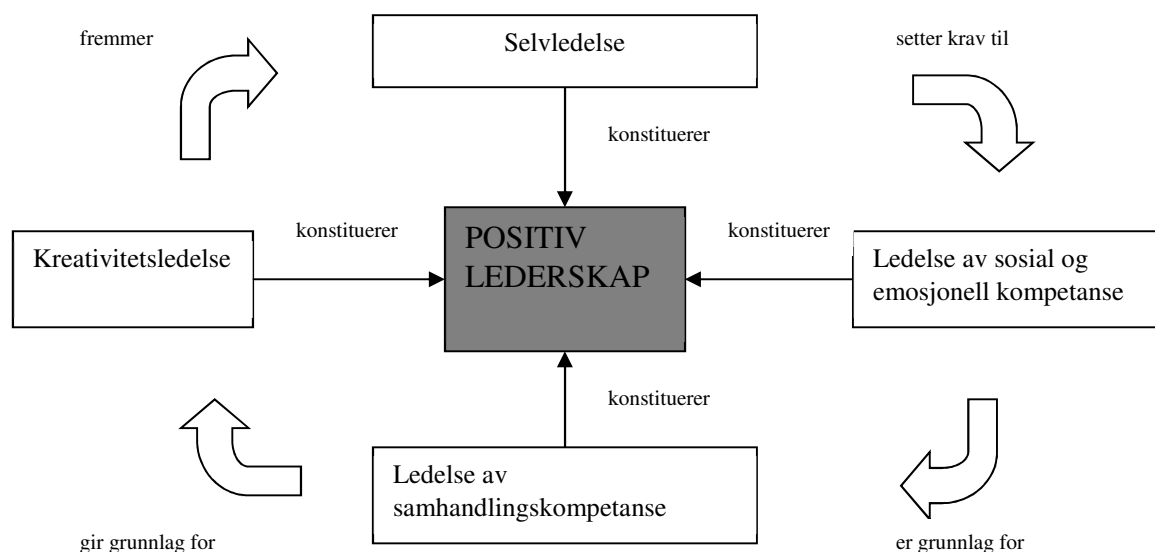 fremmer
Selvledelse
setter krav til
konstituerer
konstituerer
POSITIV
LEDERSKAP
konstituerer
Kreativitetsledelse
Ledelse av sosial og
emosjonell kompetanse
konstituerer
Ledelse av
samhandlingskompetanse
gir grunnlag for
er grunnlag for